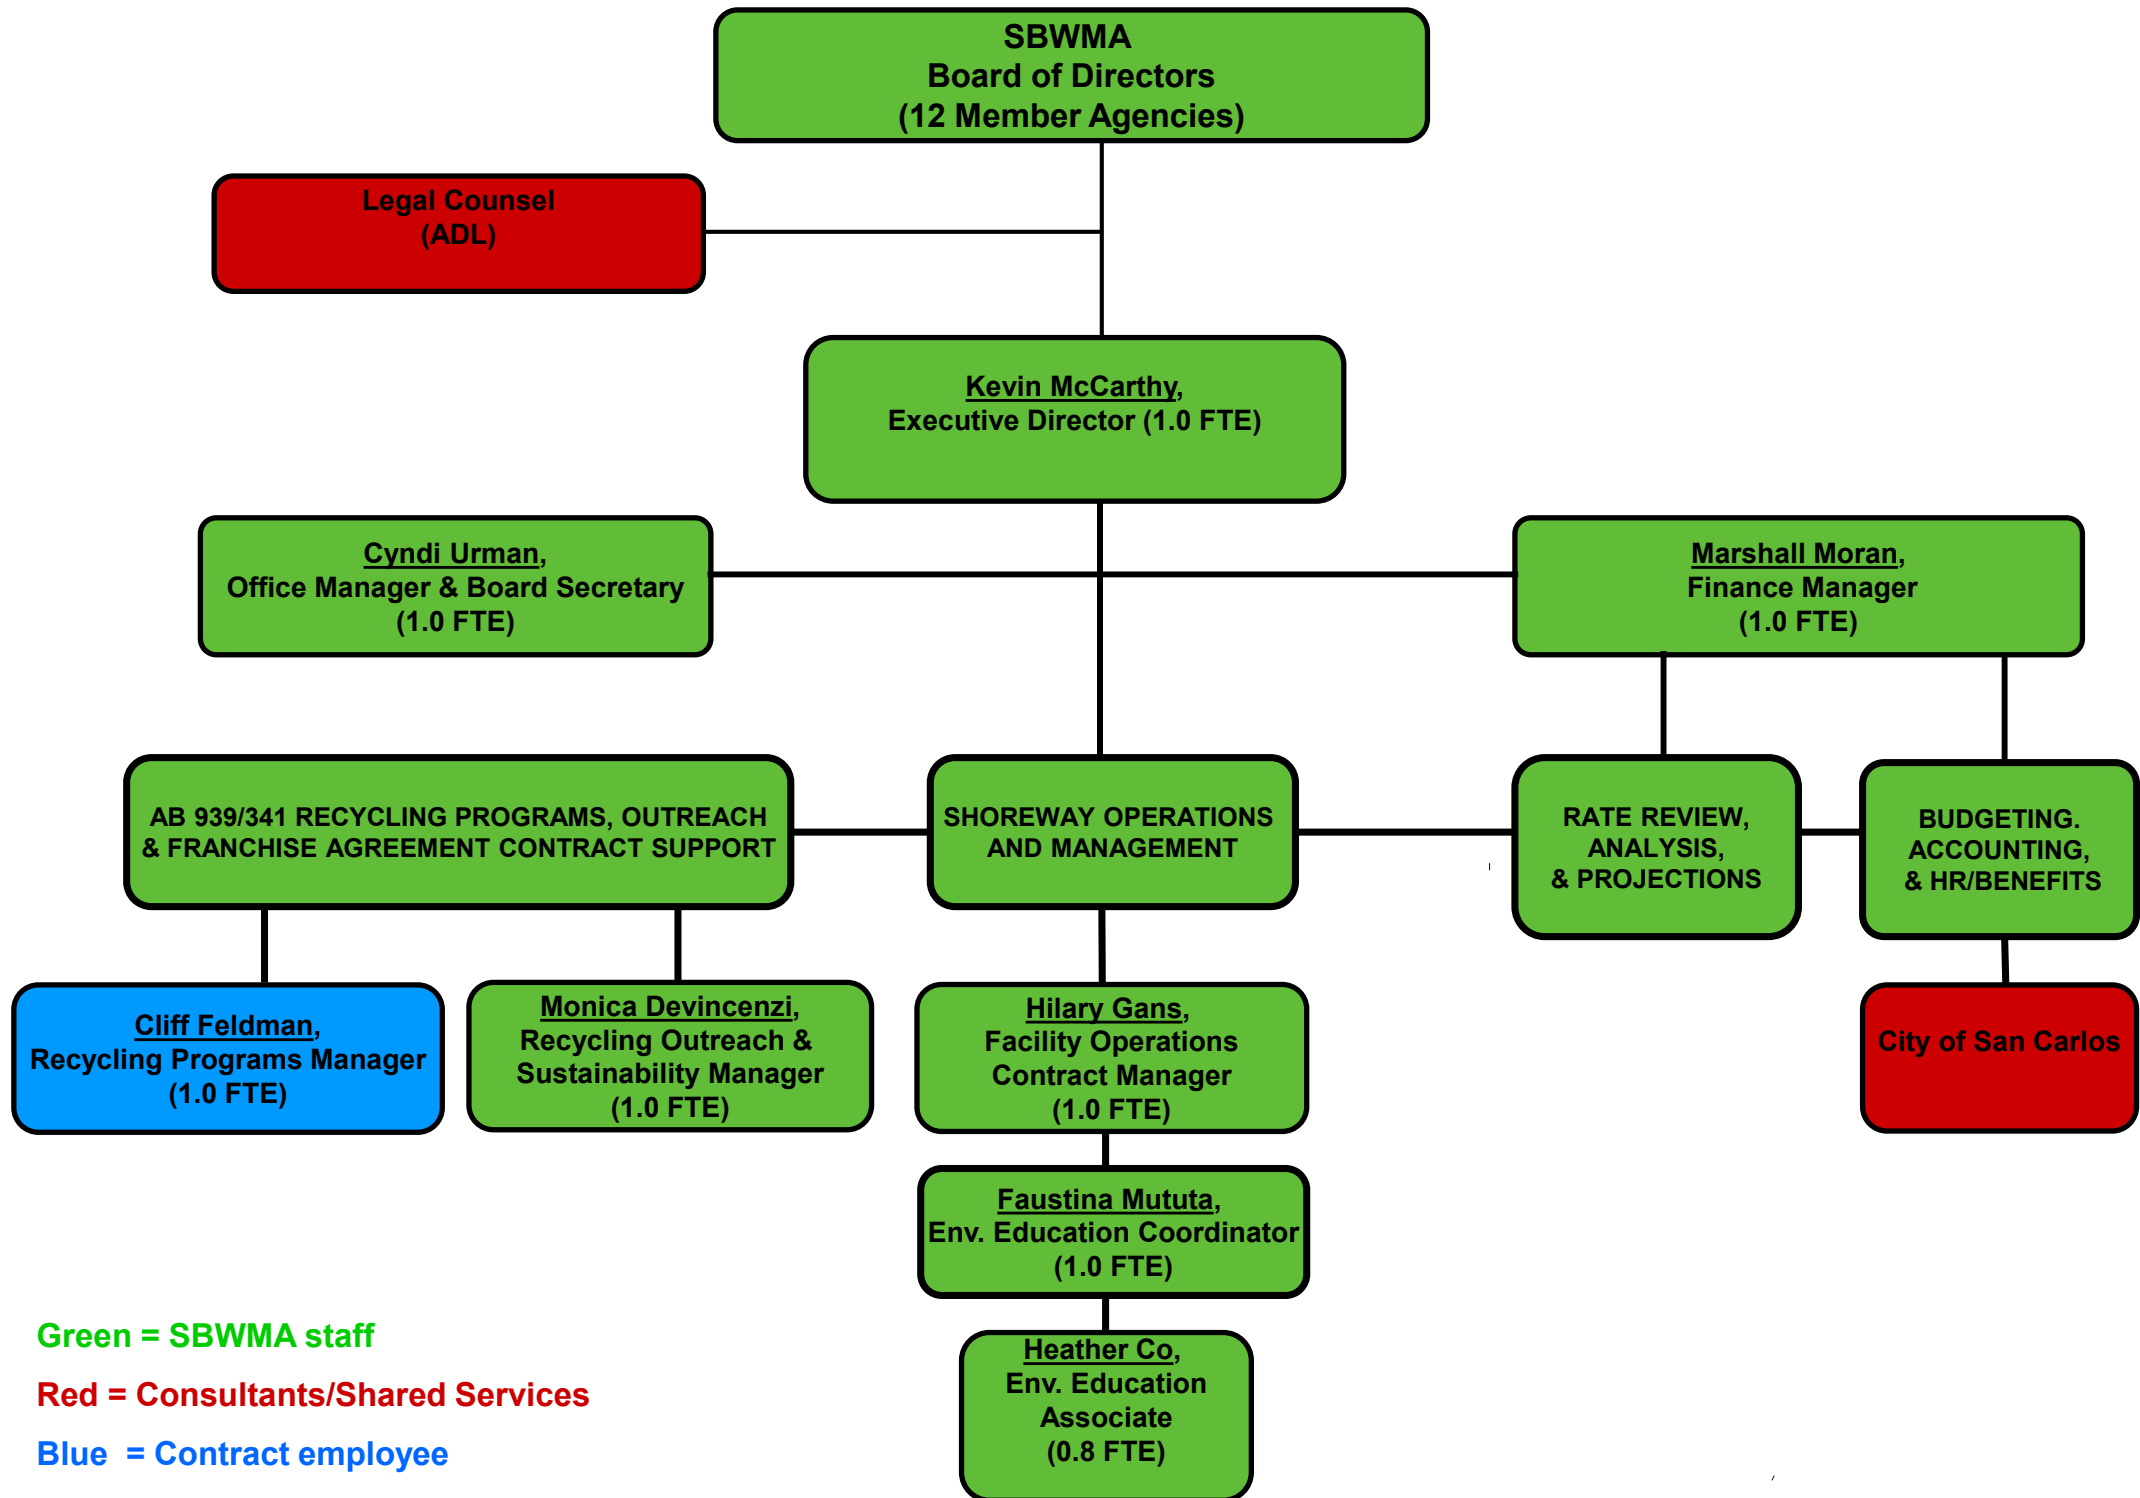 SBWMA
Board of Directors
(12 Member Agencies)
Legal Counsel
(ADL)
Kevin McCarthy,
Executive Director (1.0 FTE)
Cyndi Urman,
Office Manager & Board Secretary
(1.0 FTE)
Marshall Moran,
Finance Manager
(1.0 FTE)
AB 939/341 RECYCLING PROGRAMS, OUTREACH
& FRANCHISE AGREEMENT CONTRACT SUPPORT
SHOREWAY OPERATIONS
AND MANAGEMENT
RATE REVIEW,
ANALYSIS,
& PROJECTIONS
BUDGETING.
ACCOUNTING,
& HR/BENEFITS
Cliff Feldman,
Recycling Programs Manager
(1.0 FTE)
Monica Devincenzi,
Recycling Outreach &
Sustainability Manager
(1.0 FTE)
Hilary Gans,
Facility Operations
Contract Manager
(1.0 FTE)
City of San Carlos
Faustina Mututa,
Env. Education Coordinator
(1.0 FTE)
Heather Co,
Env. Education
Associate
(0.8 FTE)
Green = SBWMA staff
Red = Consultants/Shared Services
Blue  = Contract employee